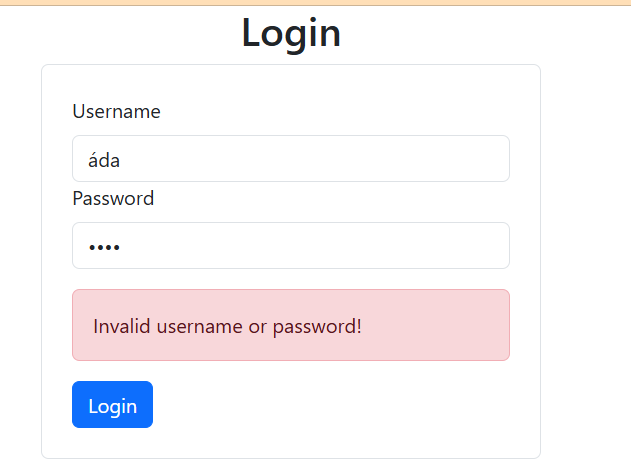 Login
Username
áda
Password
••••
Invalid username or password!
Login